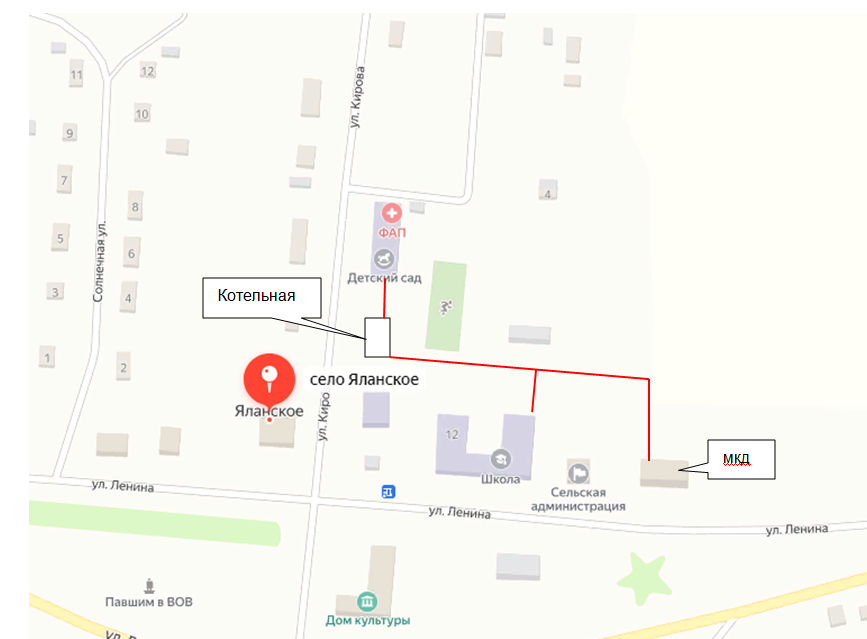 11
12
9
10
7
8
5
6
3
4
1
2
Солнечная ул.
ул. Кирова
4
ФАП
Детский сад
Котельная
село Яланское
Яланское
ул. Киро
12
Школа
Сельская
администрация
МКД
ул. Ленина
ул. Ленина
ул. Ленина
Павшим в ВОВ
Дом культуры